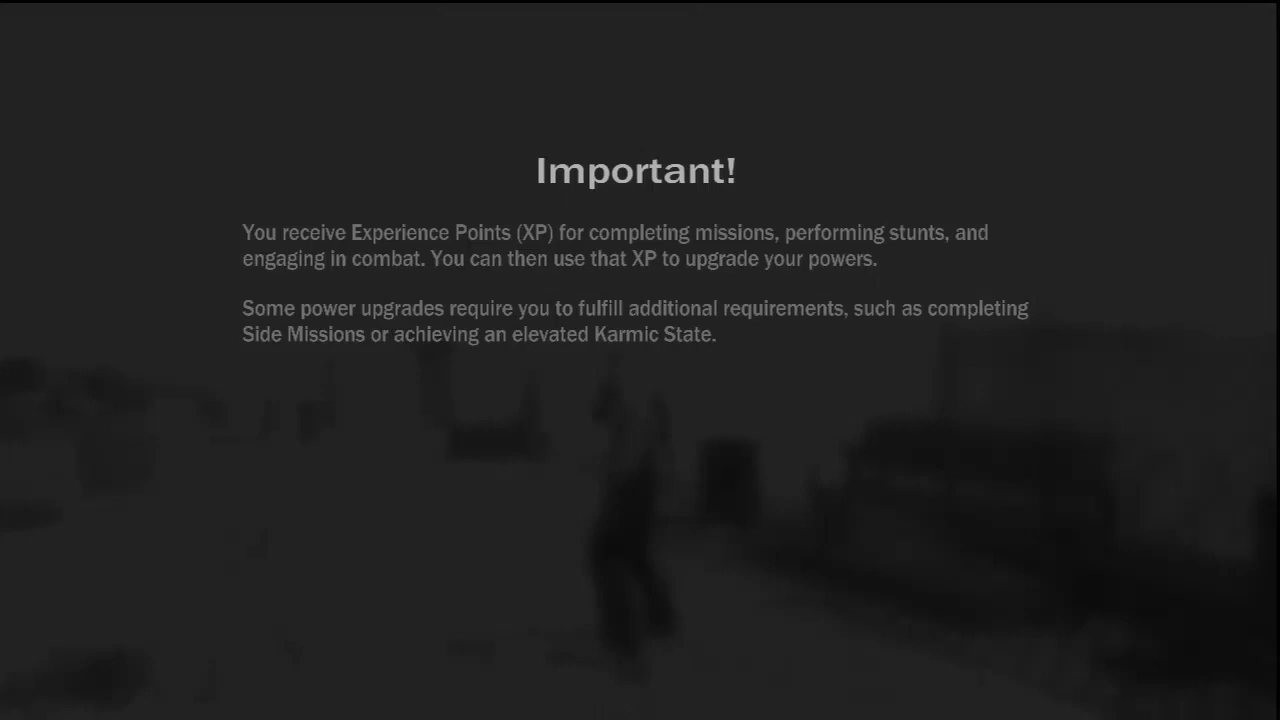 Important!
You receive Experience Points (XP) for completing missions, performing stunts, and
engaging in combat. You can then use that XP to upgrade your powers.
Some power upgrades require you to fulfill additional requirements, such as completing
Side Missions or achieving an elevated Karmic State.